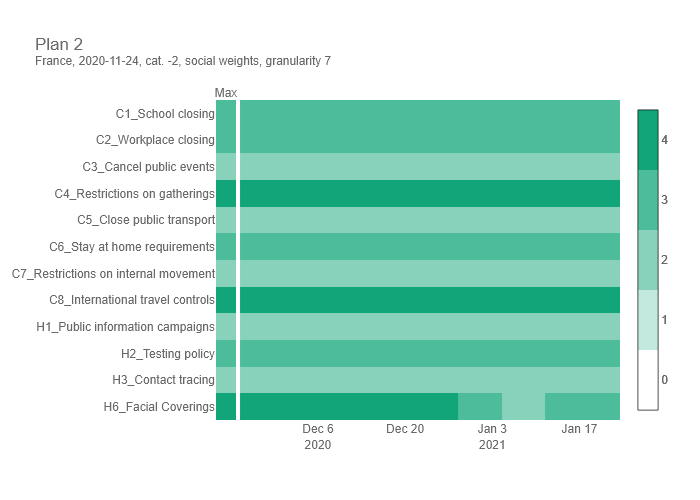 Plan 2
France, 2020-11-24, cat. -2, social weights, granularity 7
Max
C1_School closing
C2_Workplace closing
C3_Cancel public events
C4_Restrictions on gatherings
C5_Close public transport
C6_Stay at home requirements
C7_Restrictions on internal movement
C8_International travel controls
H1_Public information campaigns
H2_Testing policy
H3_Contact tracing
H6_Facial Coverings
Dec 6
2020
Dec 20
Jan 3
2021
Jan 17
4
3
2
1
0